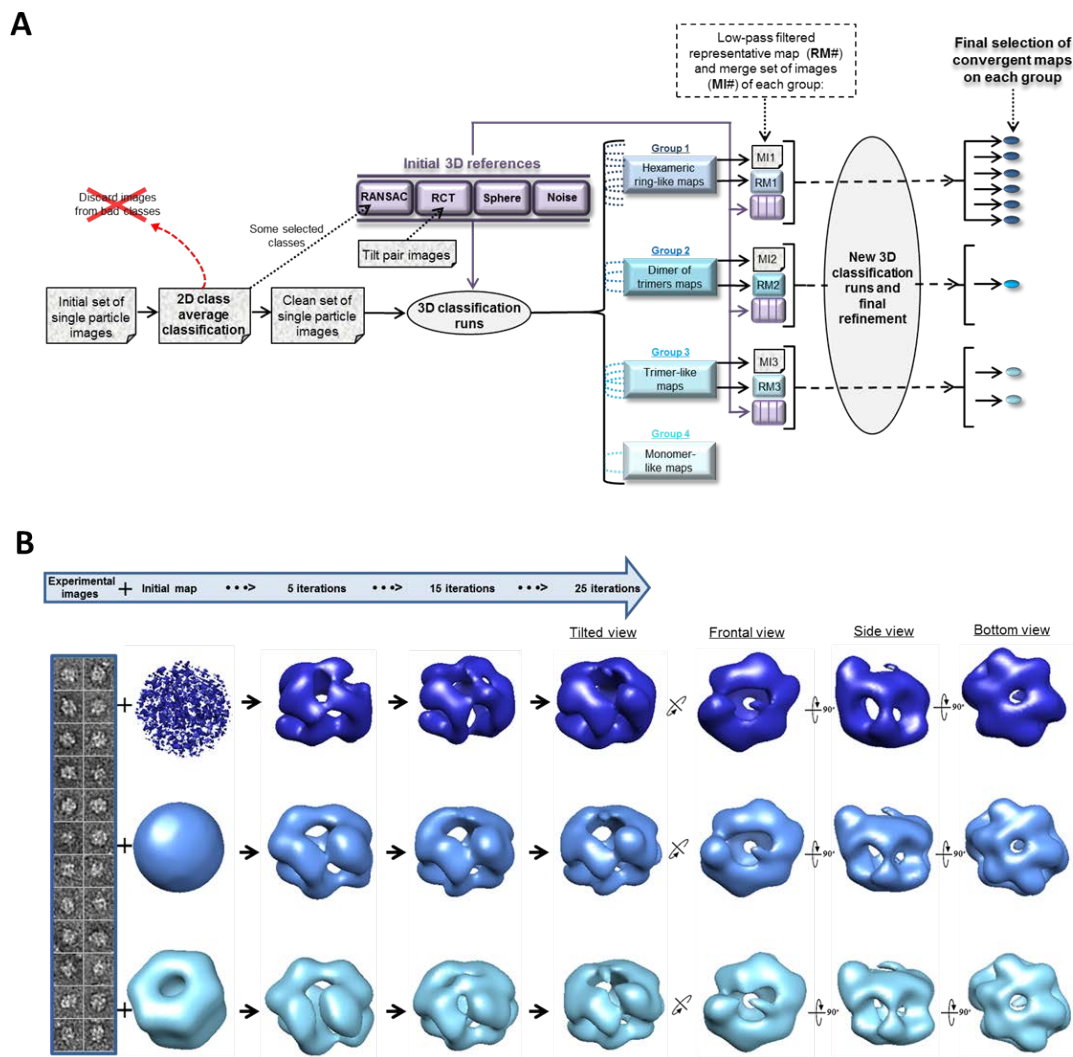 A
Low-pass filtered
representative map (RM#)
and merge set of images
(MI#) of each group:
Final selection of
convergent maps
on each group
Initial 3D references
RANSAC
RCT
Sphere
Noise
Discard images
from bad classes
Some selected
classes
Tilt pair images
Initial set of
single particle
images
2D class
average
classification
Clean set of
single particle
images
3D classification
runs
Group 1
Hexameric
ring-like maps
MI1
RM1
Group 2
Dimer of
trimers maps
MI2
RM2
Group 3
Trimer-like
maps
MI3
RM3
Group 4
Monomer-
like maps
New 3D
classification
runs and
final
refinement
B
Experimental
images
+ Initial map
5 iterations
15 iterations
25 iterations
Tilted view
Frontal view
Side view
Bottom view
+
90°
90°
+
90°
90°
+
90°
90°